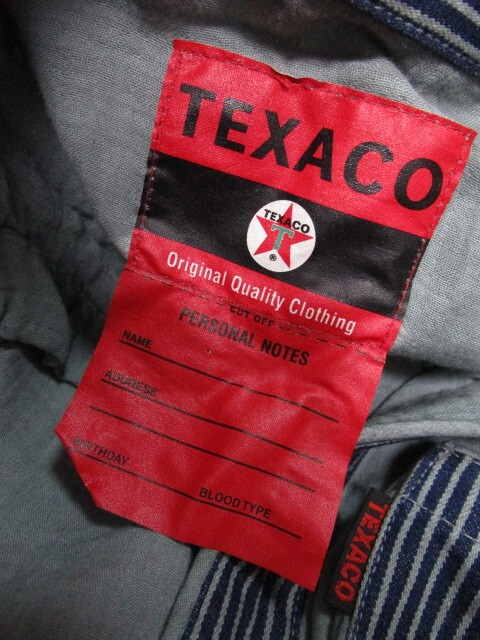 TEXACO
TEXACO
T
®
Original Quality Clothing
CUT OFF
PERSONAL NOTES
NAME
ADDRESS
BIRTHDAY
BLOOD TYPE
TEXACO